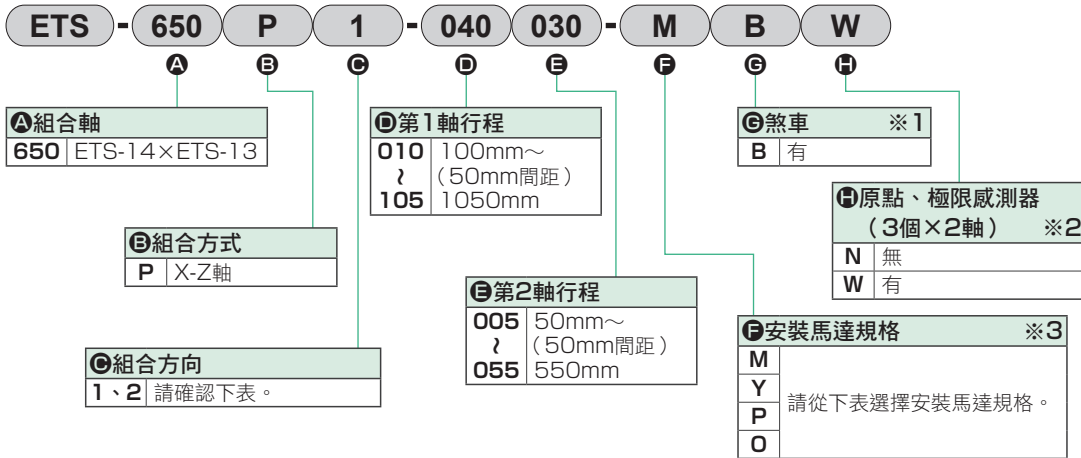 ETS - 650 P 1 - 040 030 - M B W
A B C D E F G H
A組合軸
650 ETS-14×ETS-13
B組合方式
P X-Z軸
C組合方向
1、2 請確認下表。
D第1軸行程
010 100mm～
≀ （50mm間距）
105 1050mm
E第2軸行程
005 50mm～
≀ （50mm間距）
055 550mm
F安裝馬達規格 ※3
M
Y
P
O
請從下表選擇安裝馬達規格。
G煞車 ※1
B 有
H原點、極限感測器
（3個×2軸） ※2
N 無
W 有